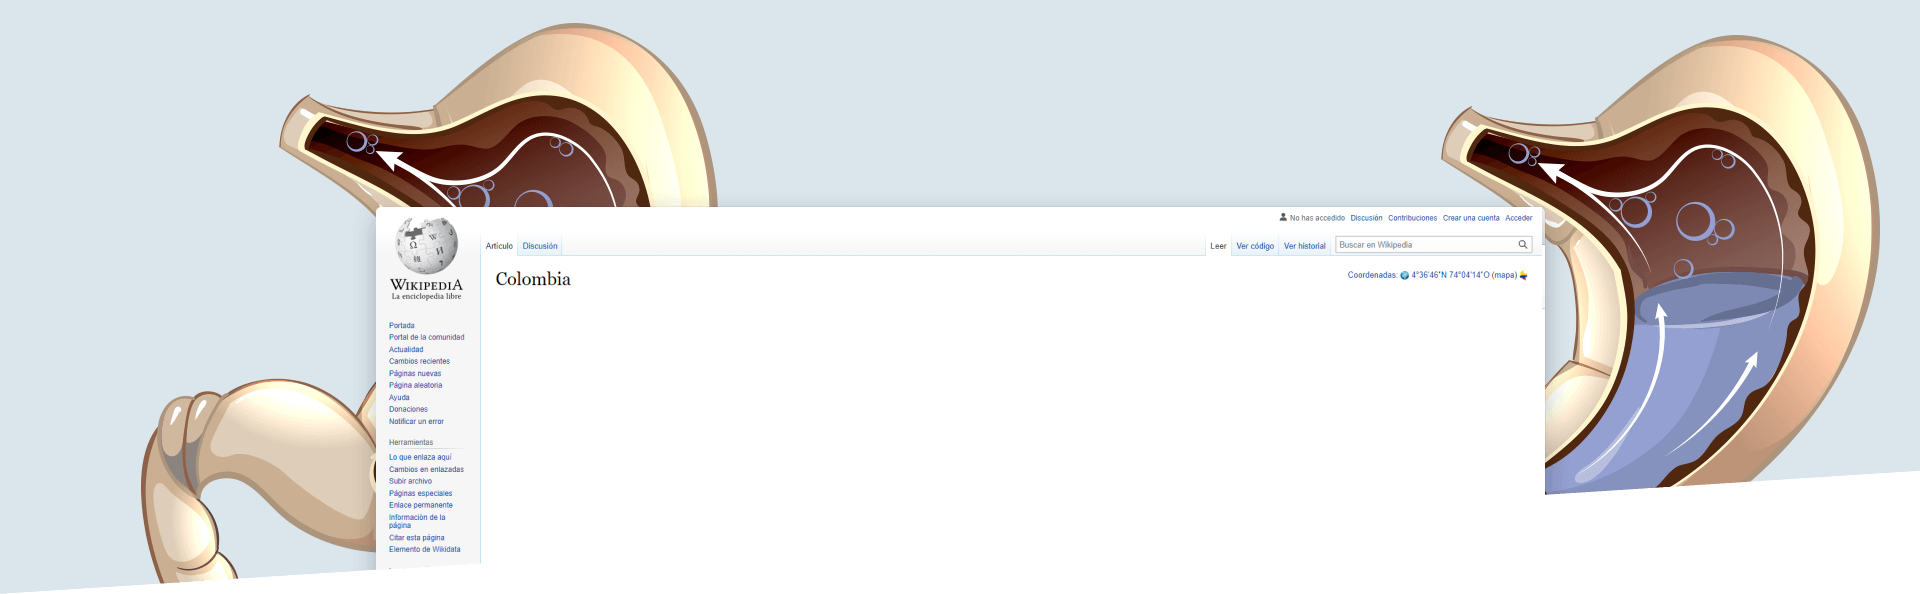 No has accedido Discusión Contribuciones Crear una cuenta Acceder
Artículo Discusión Leer Ver código Ver historial Buscar en Wikipedia
WIKIPEDIA
La enciclopedia libre
Colombia
Coordenadas: 4°36′46″N 74°04′14″O (mapa)
Portada
Portal de la comunidad
Actualidad
Cambios recientes
Páginas nuevas
Página aleatoria
Ayuda
Donaciones
Notificar un error
Herramientas
Lo que enlaza aquí
Cambios en enlazadas
Subir archivo
Páginas especiales
Enlace permanente
Información de la
página
Citar esta página
Elemento de Wikidata